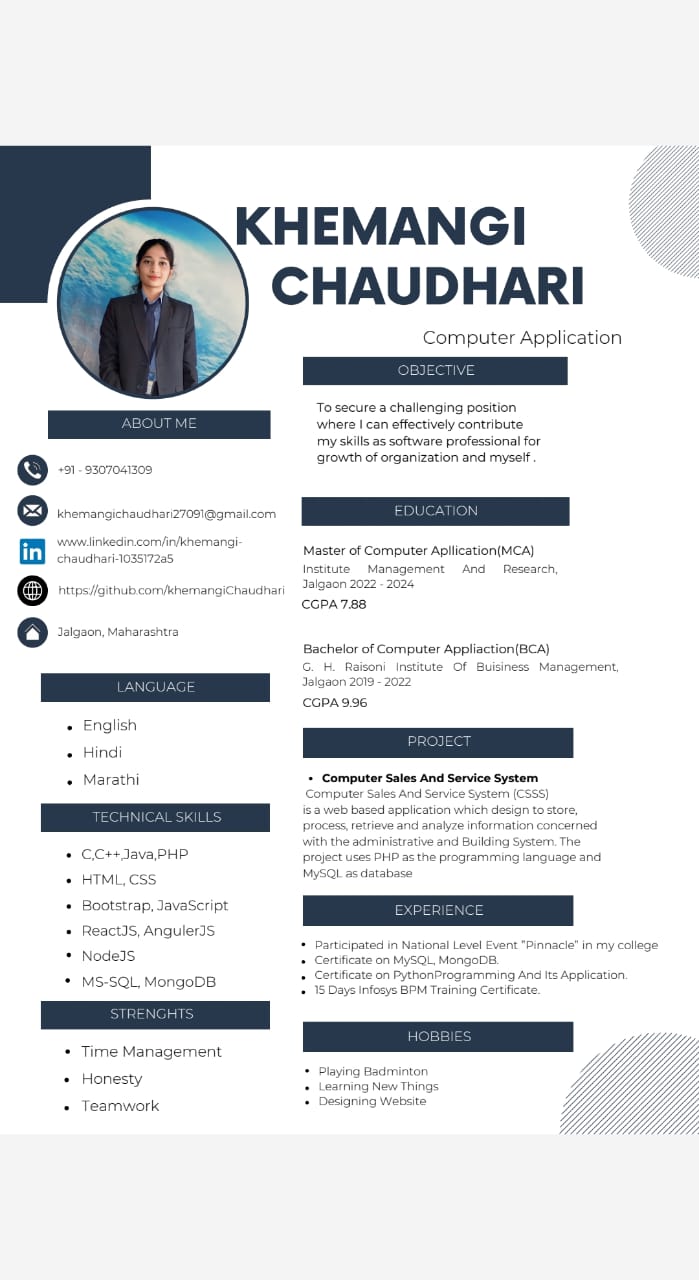 KHEMANGI
CHAUDHARI
Computer Application
ABOUT ME
+91 - 9307041309
khemangichaudhari27091@gmail.com
www.linkedin.com/in/khemangi-
chaudhari-1035172a5
https://github.com/khemangiChaudhari
Jalgaon, Maharashtra
LANGUAGE
• English
• Hindi
• Marathi
TECHNICAL SKILLS
• C,C++,Java,PHP
• HTML, CSS
• Bootstrap, JavaScript
• ReactJS, AngulerJS
• NodeJS
• MS-SQL, MongoDB
STRENGHTS
• Time Management
• Honesty
• Teamwork
OBJECTIVE
To secure a challenging position
where I can effectively contribute
my skills as software professional for
growth of organization and myself .
EDUCATION
Master of Computer Apllication(MCA)
Institute Management And Research,
Jalgaon 2022 - 2024
CGPA 7.88
Bachelor of Computer Appliaction(BCA)
G. H. Raisoni Institute Of Buisiness Management,
Jalgaon 2019 - 2022
CGPA 9.96
PROJECT
• Computer Sales And Service System
Computer Sales And Service System (CSSS)
is a web based application which design to store,
process, retrieve and analyze information concerned
with the administrative and Building System. The
project uses PHP as the programming language and
MySQL as database
EXPERIENCE
• Participated in National Level Event "Pinnacle" in my college
• Certificate on MySQL, MongoDB.
• Certificate on PythonProgramming And Its Application.
• 15 Days Infosys BPM Training Certificate.
HOBBIES
• Playing Badminton
• Learning New Things
• Designing Website